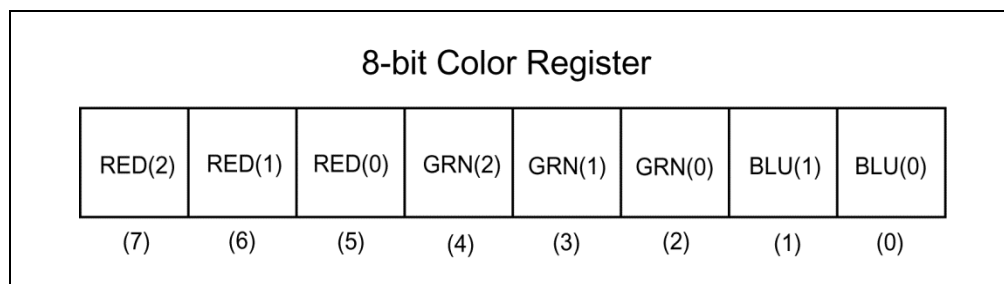 8-bit Color Register
RED(2) RED(1) RED(0) GRN(2) GRN(1) GRN(0) BLU(1) BLU(0)
(7) (6) (5) (4) (3) (2) (1) (0)